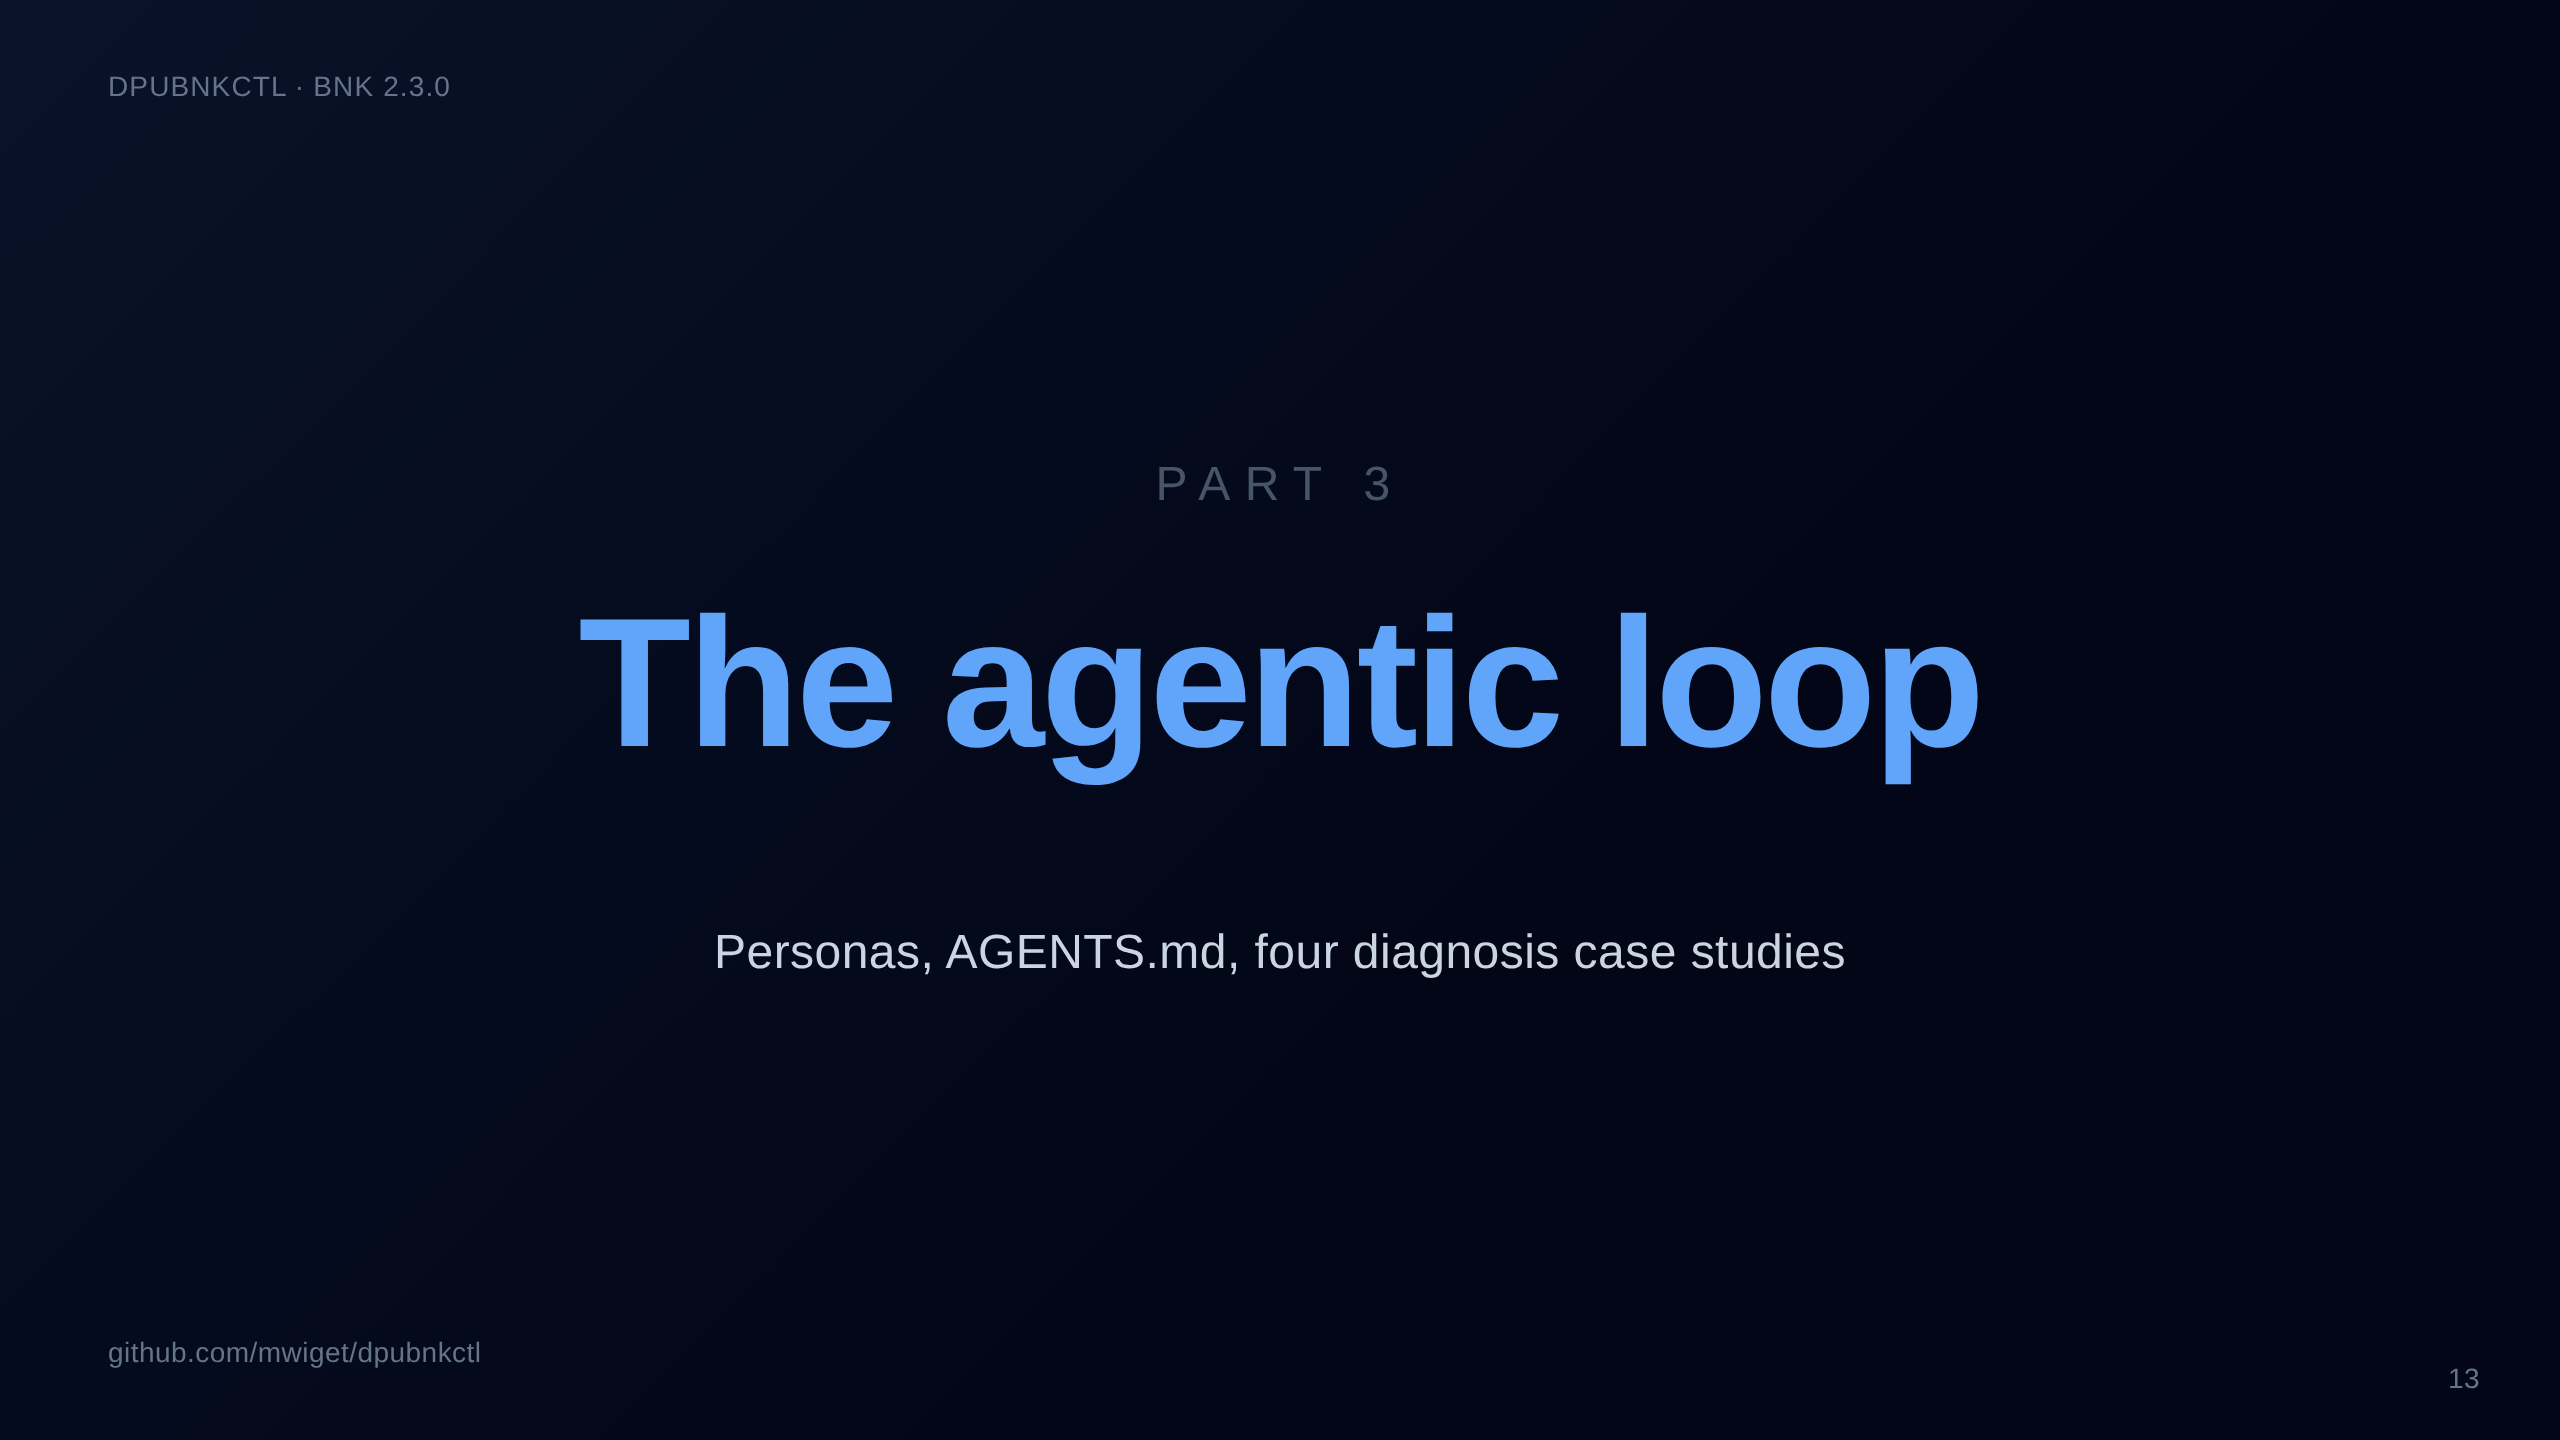 DPUBNKCTL · BNK 2.3.0
PART 3
The agentic loop
Personas, AGENTS.md, four diagnosis case studies
github.com/mwiget/dpubnkctl
13